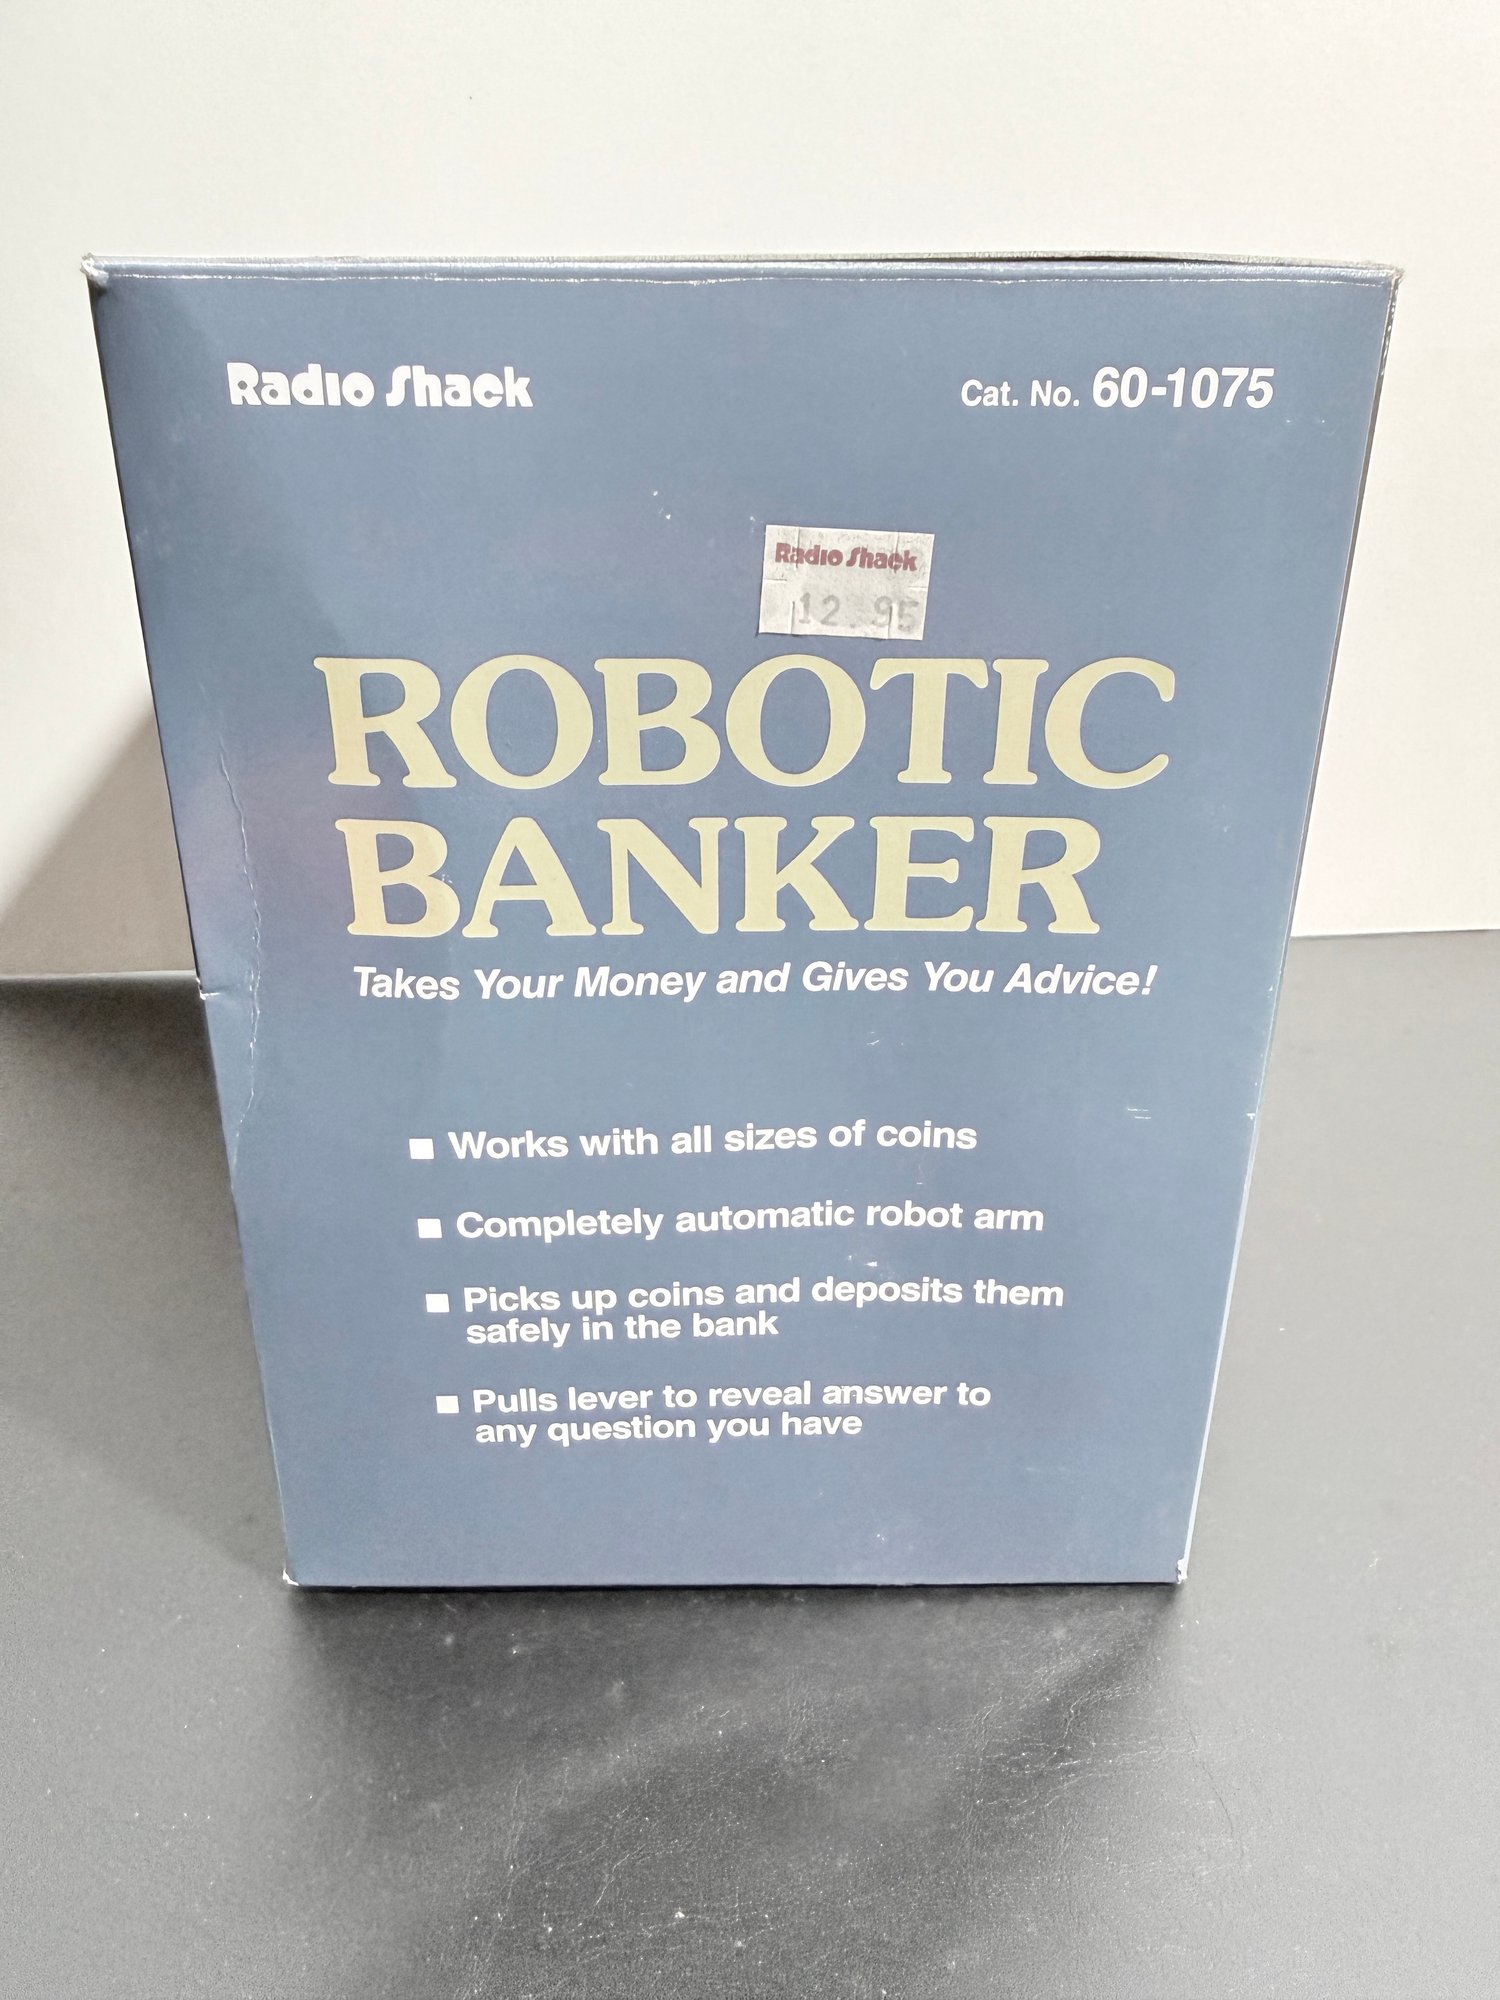 Radio Shack
Cat. No. 60-1075
Radio Shack
12.95
ROBOTIC
BANKER
Takes Your Money and Gives You Advice!
■ Works with all sizes of coins
■ Completely automatic robot arm
■ Picks up coins and deposits them
safely in the bank
■ Pulls lever to reveal answer to
any question you have